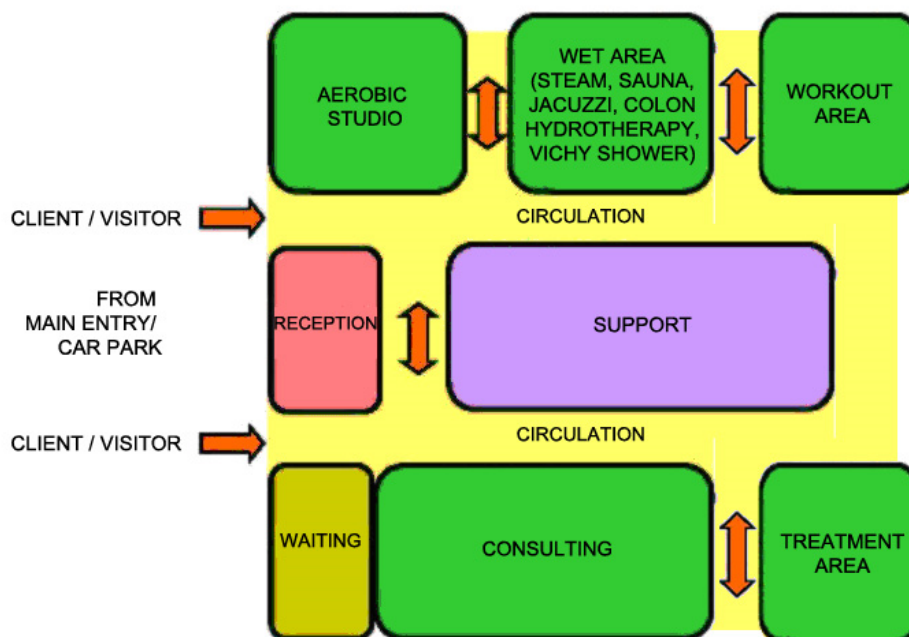 AEROBIC
STUDIO
WET AREA
(STEAM, SAUNA,
JACUZZI, COLON
HYDROTHERAPY,
VICHY SHOWER)
WORKOUT
AREA
CLIENT / VISITOR
CIRCULATION
FROM
MAIN ENTRY/
CAR PARK
RECEPTION
SUPPORT
CLIENT / VISITOR
CIRCULATION
WAITING
CONSULTING
TREATMENT
AREA